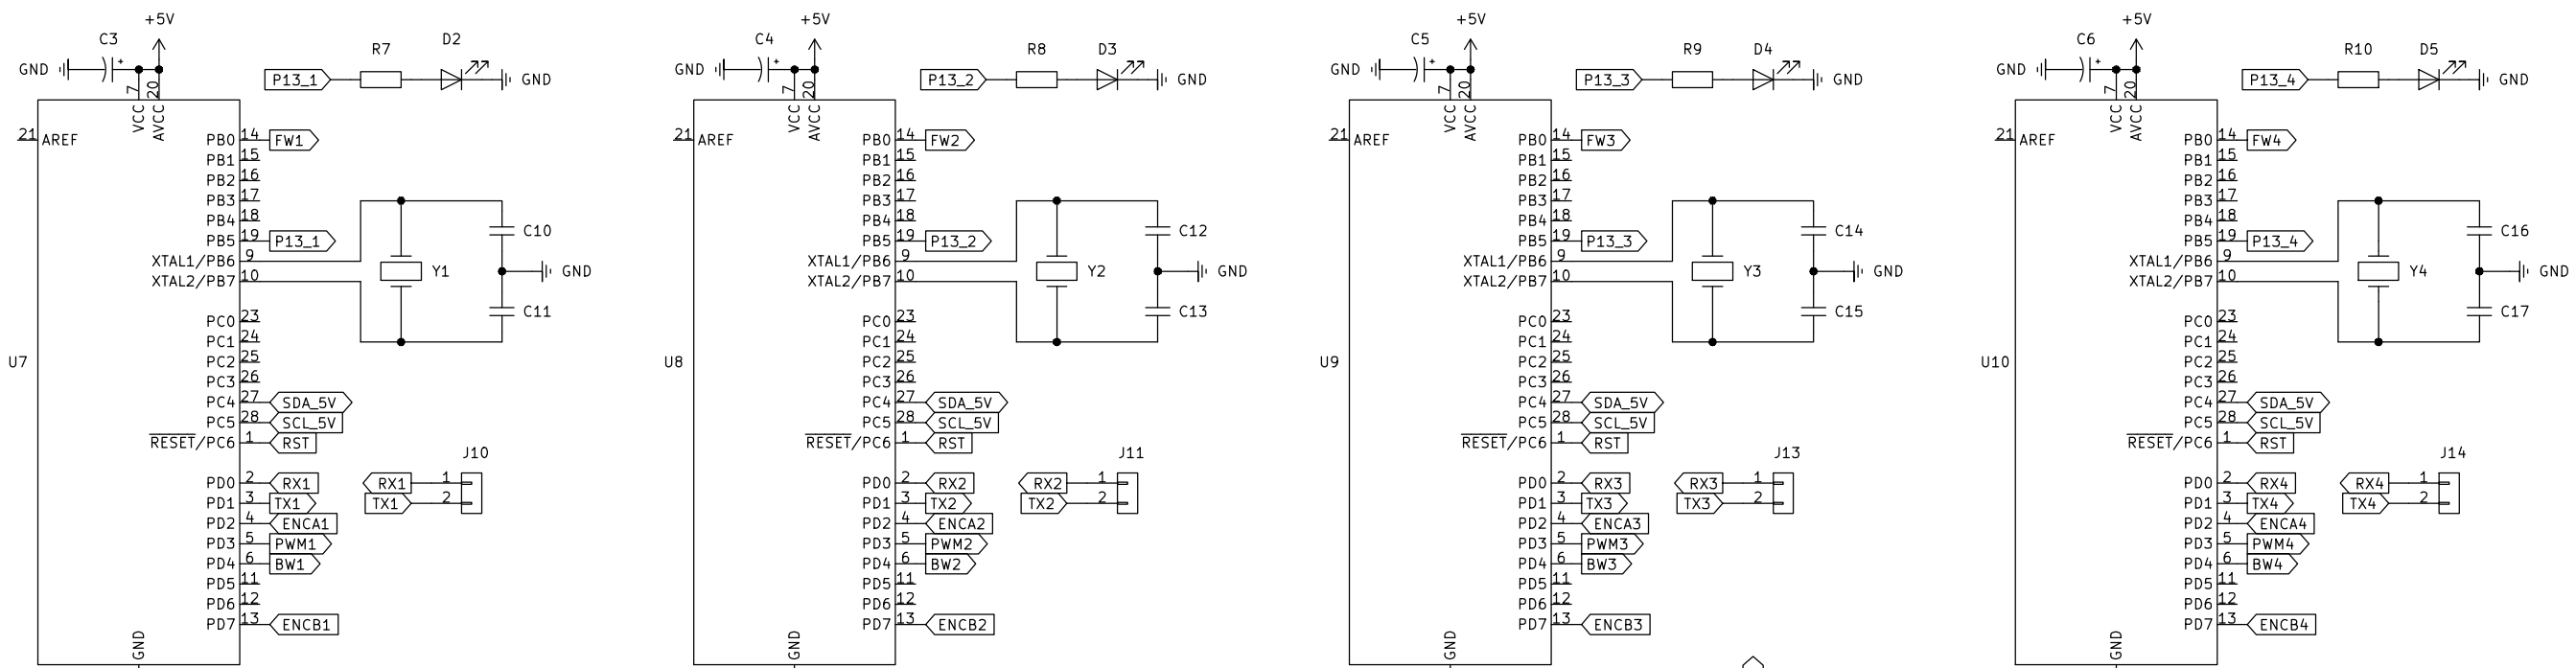 +5V +5V +5V +5V
C3 R7 D2 C4 R8 D3 C5 R9 D4 C6 R10 D5
GND + P13_1 GND GND + P13_2 GND GND + P13_3 GND GND + P13_4 GND
7 20 7 20 7 20 7 20
VCC AVCC VCC AVCC VCC AVCC VCC AVCC
21 AREF PB0 14 FW1 21 AREF PB0 14 FW2 21 AREF PB0 14 FW3 21 AREF PB0 14 FW4
PB1 15 PB1 15 PB1 15 PB1 15
PB2 16 PB2 16 PB2 16 PB2 16
PB3 17 PB3 17 PB3 17 PB3 17
PB4 18 PB4 18 PB4 18 PB4 18
C10 C12 C14 C16
PB5 19 P13_1 PB5 19 P13_2 PB5 19 P13_3 PB5 19 P13_4
XTAL1/PB6 9 XTAL1/PB6 9 XTAL1/PB6 9 XTAL1/PB6 9
Y1 GND Y2 GND Y3 GND Y4 GND
XTAL2/PB7 10 XTAL2/PB7 10 XTAL2/PB7 10 XTAL2/PB7 10
C11 C13 C15 C17
PC0 23 PC0 23 PC0 23 PC0 23
PC1 24 PC1 24 PC1 24 PC1 24
U7 PC2 25 U8 PC2 25 U9 PC2 25 U10 PC2 25
PC3 26 PC3 26 PC3 26 PC3 26
PC4 27 SDA_5V PC4 27 SDA_5V PC4 27 SDA_5V PC4 27 SDA_5V
PC5 28 SCL_5V PC5 28 SCL_5V PC5 28 SCL_5V PC5 28 SCL_5V
RESET/PC6 1 RST RESET/PC6 1 RST RESET/PC6 1 RST RESET/PC6 1 RST
J10 J11 J13 J14
PD0 2 RX1 RX1 1 PD0 2 RX2 RX2 1 PD0 2 RX3 RX3 1 PD0 2 RX4 RX4 1
PD1 3 TX1 TX1 2 PD1 3 TX2 TX2 2 PD1 3 TX3 TX3 2 PD1 3 TX4 TX4 2
PD2 4 ENCA1 PD2 4 ENCA2 PD2 4 ENCA3 PD2 4 ENCA4
PD3 5 PWM1 PD3 5 PWM2 PD3 5 PWM3 PD3 5 PWM4
PD4 6 BW1 PD4 6 BW2 PD4 6 BW3 PD4 6 BW4
PD5 11 PD5 11 PD5 11 PD5 11
PD6 12 PD6 12 PD6 12 PD6 12
PD7 13 ENCB1 PD7 13 ENCB2 PD7 13 ENCB3 PD7 13 ENCB4
GND GND GND GND